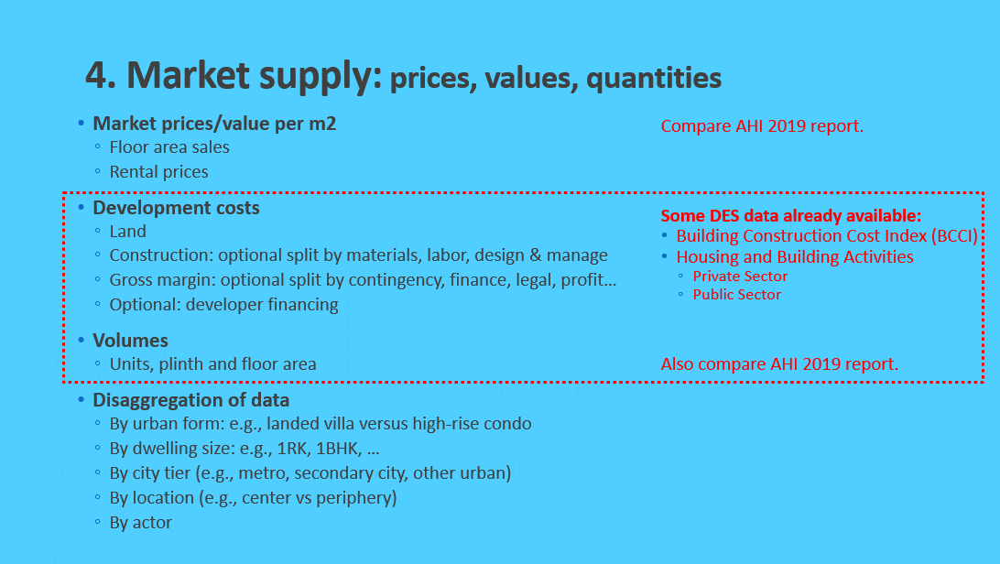 4. Market supply: prices, values, quantities
• Market prices/value per m2
◦ Floor area sales
◦ Rental prices
Compare AHI 2019 report.
• Development costs
◦ Land
◦ Construction: optional split by materials, labor, design & manage
◦ Gross margin: optional split by contingency, finance, legal, profit…
◦ Optional: developer financing
Some DES data already available:
• Building Construction Cost Index (BCCI)
• Housing and Building Activities
◦ Private Sector
◦ Public Sector
• Volumes
◦ Units, plinth and floor area
Also compare AHI 2019 report.
• Disaggregation of data
◦ By urban form: e.g., landed villa versus high-rise condo
◦ By dwelling size: e.g., 1RK, 1BHK, …
◦ By city tier (e.g., metro, secondary city, other urban)
◦ By location (e.g., center vs periphery)
◦ By actor